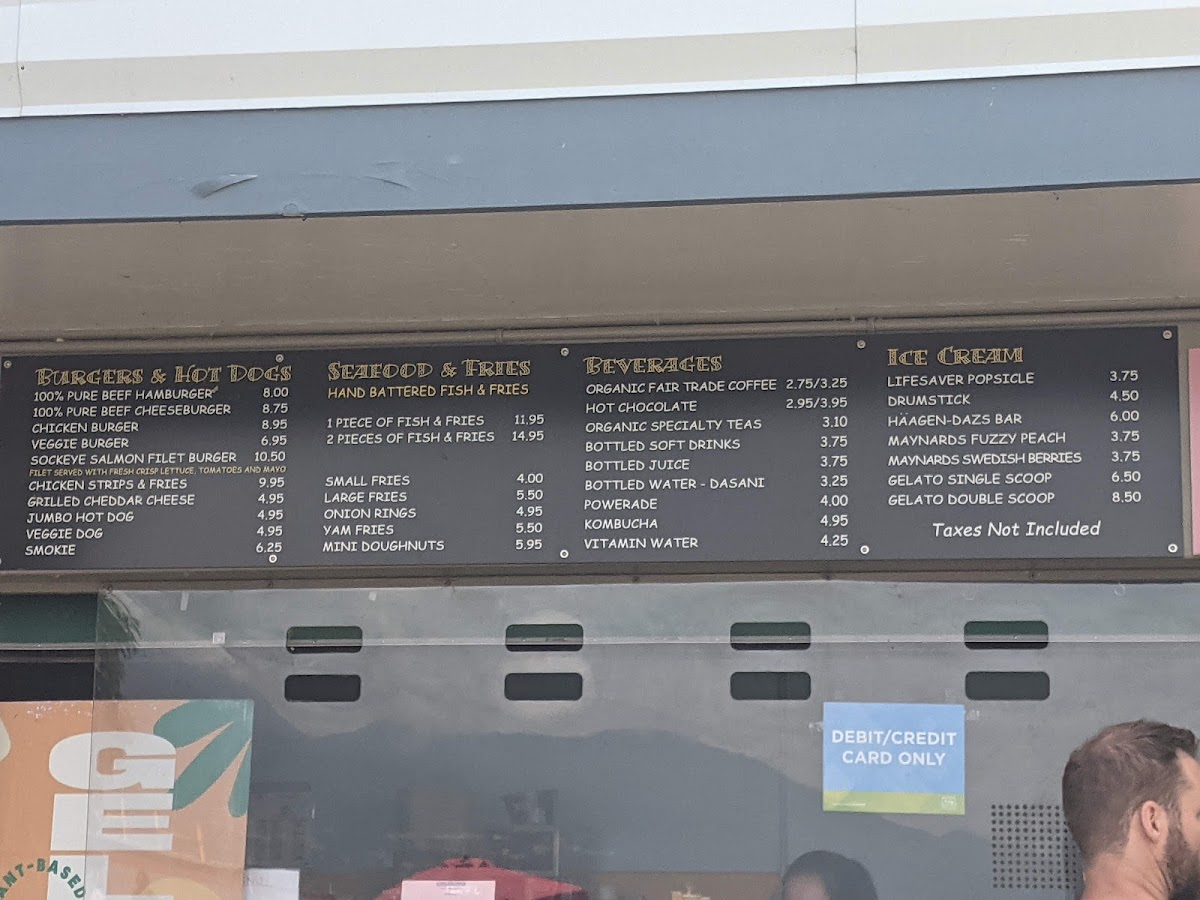 BURGERS & HOT DOGS
100% PURE BEEF HAMBURGER 8.00
100% PURE BEEF CHEESEBURGER 8.75
CHICKEN BURGER 8.95
VEGGIE BURGER 6.95
SOCKEYE SALMON FILET BURGER 10.50
FILET SERVED WITH FRESH CRISP LETTUCE, TOMATOES AND MAYO
CHICKEN STRIPS & FRIES 9.95
GRILLED CHEDDAR CHEESE 4.95
JUMBO HOT DOG 4.95
VEGGIE DOG 4.95
SMOKIE 6.25
SEAFOOD & FRIES
HAND BATTERED FISH & FRIES
1 PIECE OF FISH & FRIES 11.95
2 PIECES OF FISH & FRIES 14.95
SMALL FRIES 4.00
LARGE FRIES 5.50
ONION RINGS 4.95
YAM FRIES 5.50
MINI DOUGHNUTS 5.95
BEVERAGES
ORGANIC FAIR TRADE COFFEE 2.75/3.25
HOT CHOCOLATE 2.95/3.95
ORGANIC SPECIALTY TEAS 3.10
BOTTLED SOFT DRINKS 3.75
BOTTLED JUICE 3.75
BOTTLED WATER - DASANI 3.25
POWERADE 4.00
KOMBUCHA 4.95
VITAMIN WATER 4.25
ICE CREAM
LIFESAVER POPSICLE 3.75
DRUMSTICK 4.50
HÄAGEN-DAZS BAR 6.00
MAYNARDS FUZZY PEACH 3.75
MAYNARDS SWEDISH BERRIES 3.75
GELATO SINGLE SCOOP 6.50
GELATO DOUBLE SCOOP 8.50
Taxes Not Included
DEBIT/CREDIT
CARD ONLY
GEL
ANT-BASED